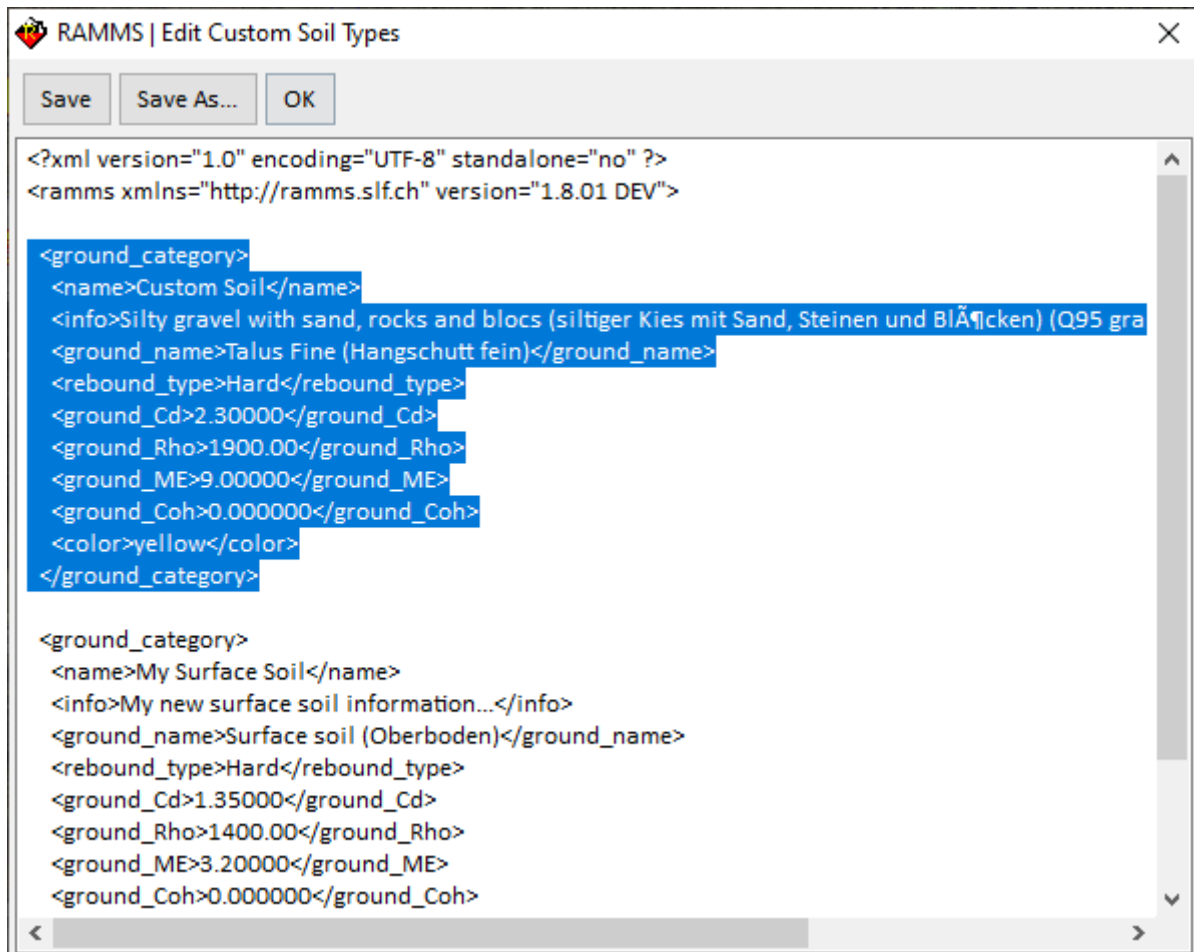 RAMMS | Edit Custom Soil Types
Save Save As... OK
<?xml version="1.0" encoding="UTF-8" standalone="no" ?>
<ramms xmlns="http://ramms.slf.ch" version="1.8.01 DEV">
<ground_category>
<name>Custom Soil</name>
<info>Silty gravel with sand, rocks and blocs (siltiger Kies mit Sand, Steinen und BlÃ¶cken) (Q95 gra
<ground_name>Talus Fine (Hangschutt fein)</ground_name>
<rebound_type>Hard</rebound_type>
<ground_Cd>2.30000</ground_Cd>
<ground_Rho>1900.00</ground_Rho>
<ground_ME>9.00000</ground_ME>
<ground_Coh>0.000000</ground_Coh>
<color>yellow</color>
</ground_category>
<ground_category>
<name>My Surface Soil</name>
<info>My new surface soil information...</info>
<ground_name>Surface soil (Oberboden)</ground_name>
<rebound_type>Hard</rebound_type>
<ground_Cd>1.35000</ground_Cd>
<ground_Rho>1400.00</ground_Rho>
<ground_ME>3.20000</ground_ME>
<ground_Coh>0.000000</ground_Coh>